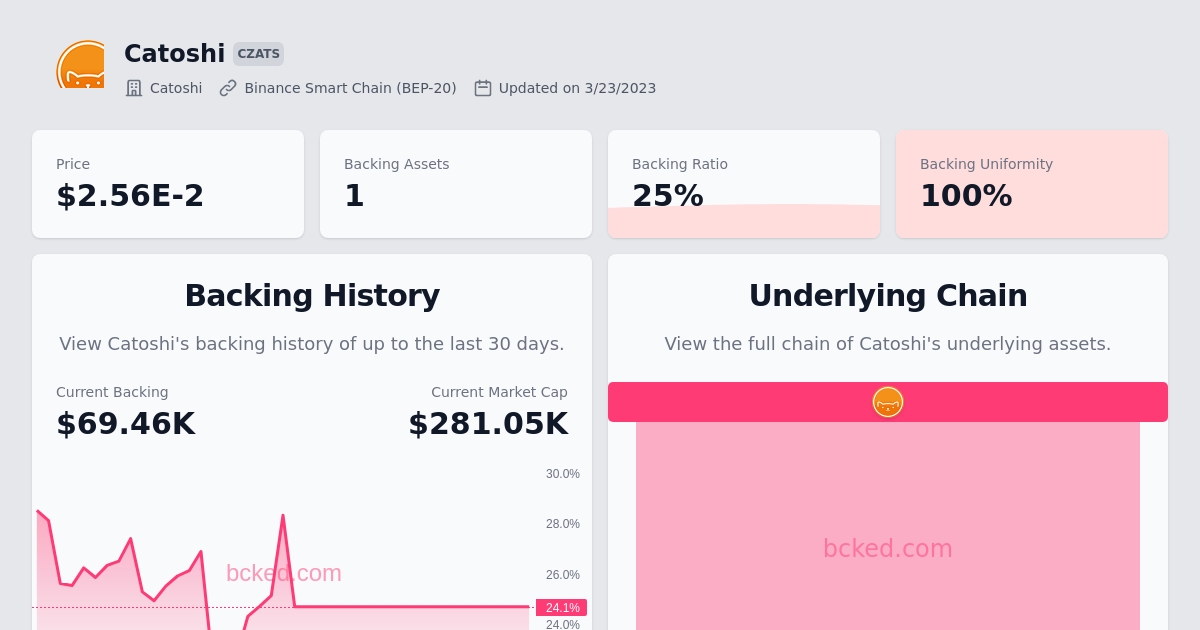 Catoshi CZATS
Catoshi Binance Smart Chain (BEP-20) Updated on 3/23/2023
Price
$2.56E-2
Backing Assets
1
Backing Ratio
25%
Backing Uniformity
100%
Backing History
View Catoshi's backing history of up to the last 30 days.
Current Backing
$69.46K
Current Market Cap
$281.05K
30.0%
28.0%
26.0%
24.1%
24.0%
bcked.com
Underlying Chain
View the full chain of Catoshi's underlying assets.
bcked.com